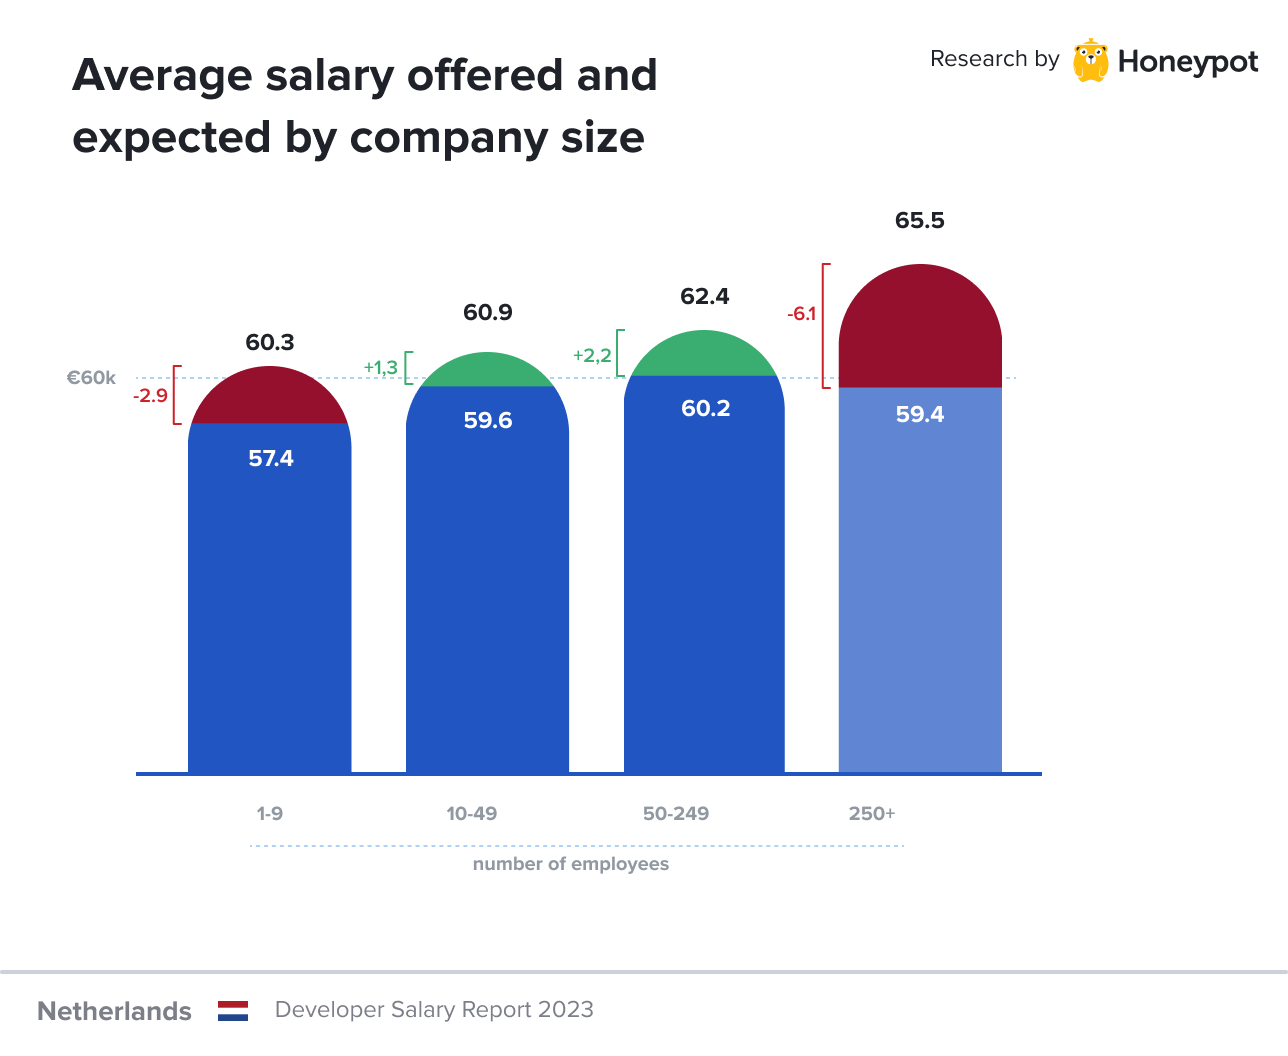 Average salary offered and
expected by company size
Research by Honeypot
65.5
62.4
60.9
60.3
-6.1
+2,2
+1,3
€60k
-2.9
60.2
59.4
59.6
57.4
1-9 10-49 50-249 250+
number of employees
Netherlands Developer Salary Report 2023